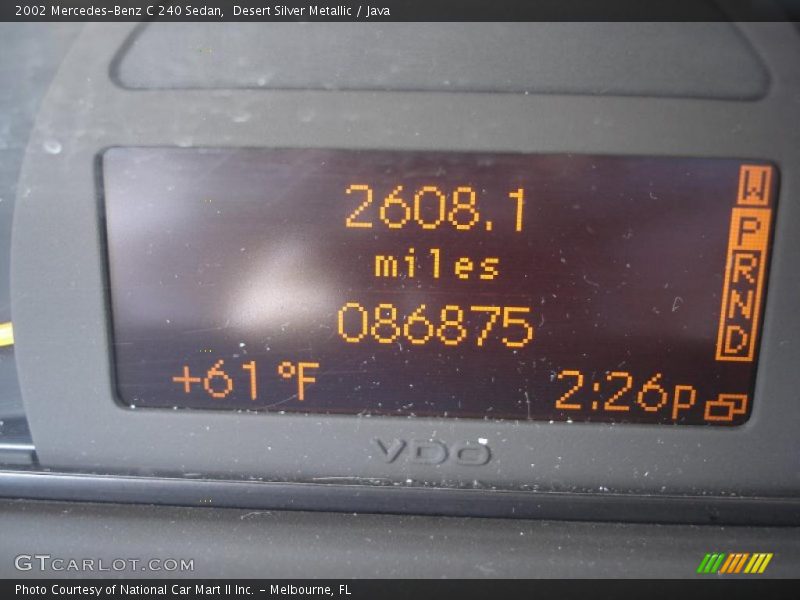 2002 Mercedes-Benz C 240 Sedan,  Desert Silver Metallic / Java
2608.1
miles
086875
+61 °F
2:26p
W
P
R
N
D
VDO
GTCARLOT.COM
Photo Courtesy of National Car Mart II Inc. - Melbourne, FL